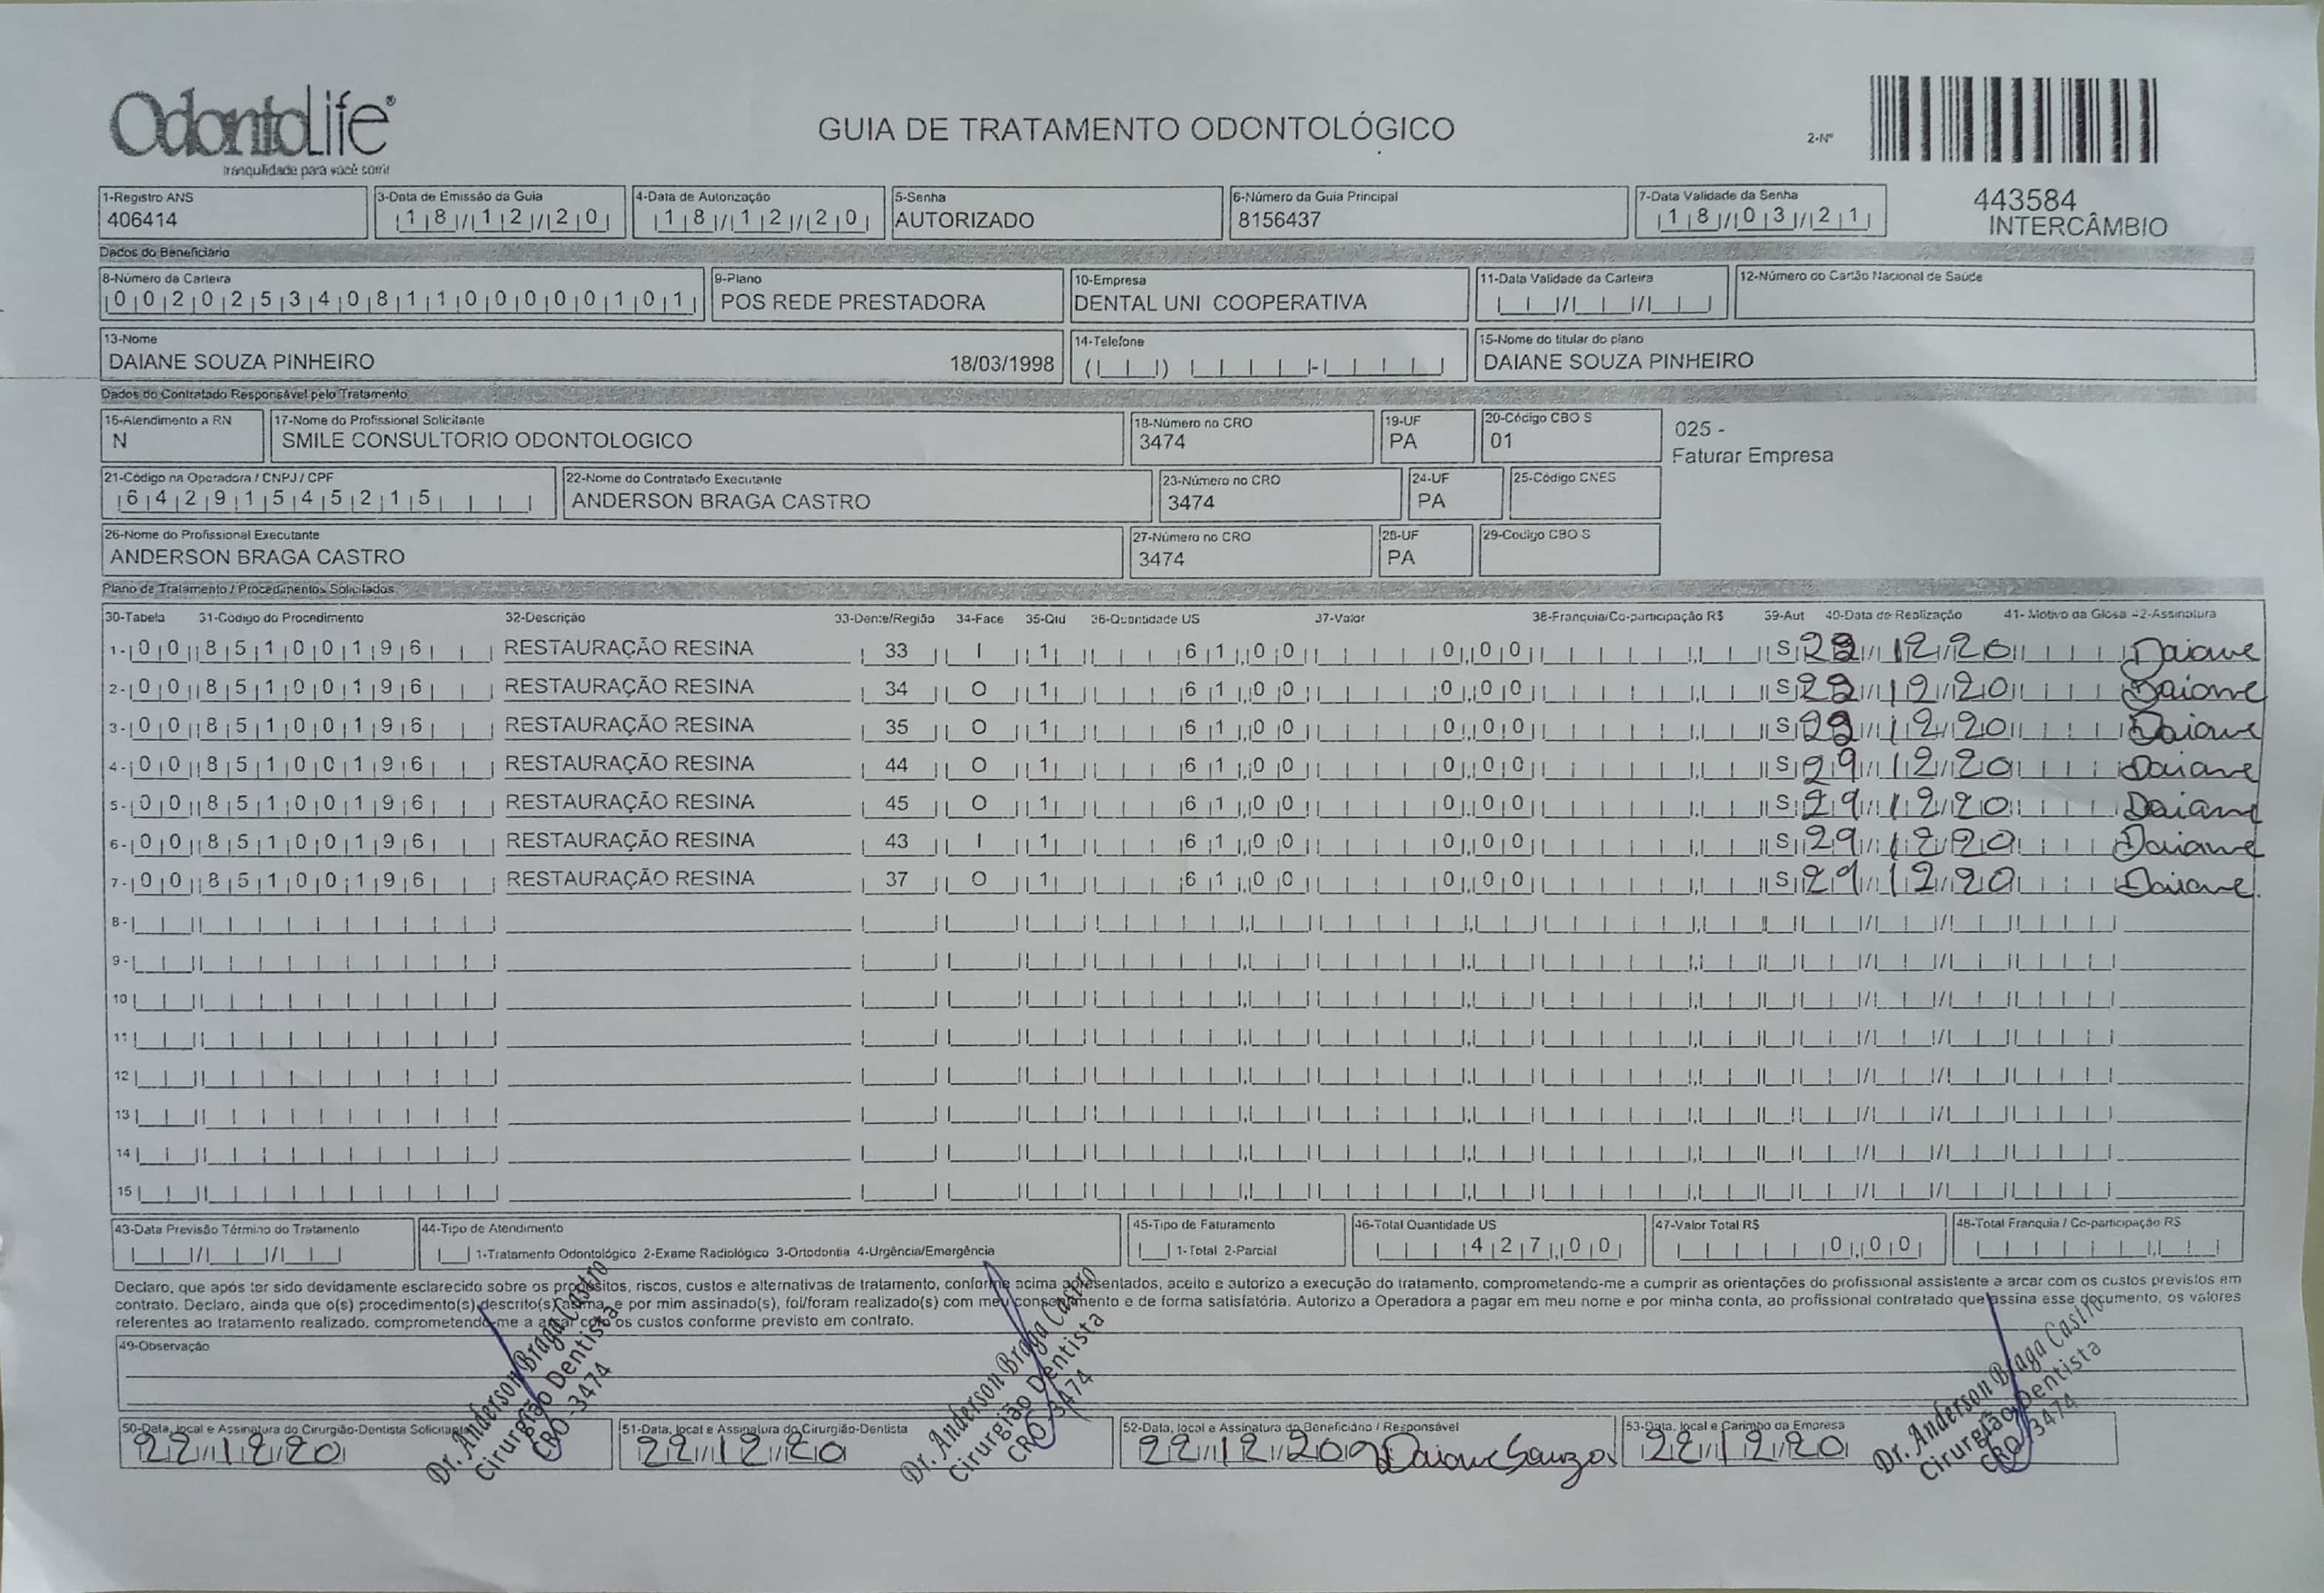 OdontoLife®
tranquilidade para você sorrir
GUIA DE TRATAMENTO ODONTOLÓGICO
2-Nº
443584
INTERCÂMBIO
1-Registro ANS
406414
3-Data de Emissão da Guia
18/12/20
4-Data de Autorização
18/12/20
5-Senha
AUTORIZADO
6-Número da Guia Principal
8156437
7-Data Validade da Senha
18/03/21
Dados do Beneficiário
8-Número da Carteira
00202534081100000101
9-Plano
POS REDE PRESTADORA
10-Empresa
DENTAL UNI COOPERATIVA
11-Data Validade da Carteira
12-Número do Cartão Nacional de Saúde
13-Nome
DAIANE SOUZA PINHEIRO 18/03/1998
14-Telefone
15-Nome do titular do plano
DAIANE SOUZA PINHEIRO
Dados do Contratado Responsável pelo Tratamento
16-Atendimento a RN
N
17-Nome do Profissional Solicitante
SMILE CONSULTORIO ODONTOLOGICO
18-Número no CRO
3474
19-UF
PA
20-Código CBO S
01
025 -
Faturar Empresa
21-Código na Operadora / CNPJ / CPF
64291545215
22-Nome do Contratado Executante
ANDERSON BRAGA CASTRO
23-Número no CRO
3474
24-UF
PA
25-Código CNES
26-Nome do Profissional Executante
ANDERSON BRAGA CASTRO
27-Número no CRO
3474
28-UF
PA
29-Codigo CBO S
Plano de Tratamento / Procedimentos Solicitados
30-Tabela 31-Codigo do Procedimento 32-Descrição 33-Dente/Região 34-Face 35-Qtd 36-Quantidade US 37-Valor 38-Franquia/Co-participação R$ 39-Aut 40-Data de Realização 41- Motivo da Glosa 42-Assinatura
1- 00 85100196 RESTAURAÇÃO RESINA 33 I 1 61,00 0,00 S 22/12/20 Daiane
2- 00 85100196 RESTAURAÇÃO RESINA 34 O 1 61,00 0,00 S 22/12/20 Daiane
3- 00 85100196 RESTAURAÇÃO RESINA 35 O 1 61,00 0,00 S 22/12/20 Daiane
4- 00 85100196 RESTAURAÇÃO RESINA 44 O 1 61,00 0,00 S 29/12/20 Daiane
5- 00 85100196 RESTAURAÇÃO RESINA 45 O 1 61,00 0,00 S 29/12/20 Daiane
6- 00 85100196 RESTAURAÇÃO RESINA 43 I 1 61,00 0,00 S 29/12/20 Daiane
7- 00 85100196 RESTAURAÇÃO RESINA 37 O 1 61,00 0,00 S 29/12/20 Daiane
8-
9-
10
11
12
13
14
15
43-Data Previsão Término do Tratamento
44-Tipo de Atendimento
1-Tratamento Odontológico 2-Exame Radiológico 3-Ortodontia 4-Urgência/Emergência
45-Tipo de Faturamento
1-Total 2-Parcial
46-Total Quantidade US
427,00
47-Valor Total R$
0,00
48-Total Franquia / Co-participação R$
Declaro, que após ter sido devidamente esclarecido sobre os propósitos, riscos, custos e alternativas de tratamento, conforme acima apresentados, aceito e autorizo a execução do tratamento, comprometendo-me a cumprir as orientações do profissional assistente a arcar com os custos previstos em
contrato. Declaro, ainda que o(s) procedimento(s) descrito(s) acima, e por mim assinado(s), foi/foram realizado(s) com meu consentimento e de forma satisfatória. Autorizo a Operadora a pagar em meu nome e por minha conta, ao profissional contratado que assina esse documento, os valores
referentes ao tratamento realizado, comprometendo-me a arcar com os custos conforme previsto em contrato.
49-Observação
50-Data, local e Assinatura do Cirurgião-Dentista Solicitante
22/12/20
Dr. Anderson Braga Castro
Cirurgião Dentista
CRO-3474
51-Data, local e Assinatura do Cirurgião-Dentista
22/12/20
Dr. Anderson Braga Castro
Cirurgião Dentista
CRO-3474
52-Data, local e Assinatura do Beneficiário / Responsável
22/12/20 Daiane Souza
53-Data, local e Carimbo da Empresa
22/12/20
Dr. Anderson Braga Castro
Cirurgião Dentista
CRO-3474